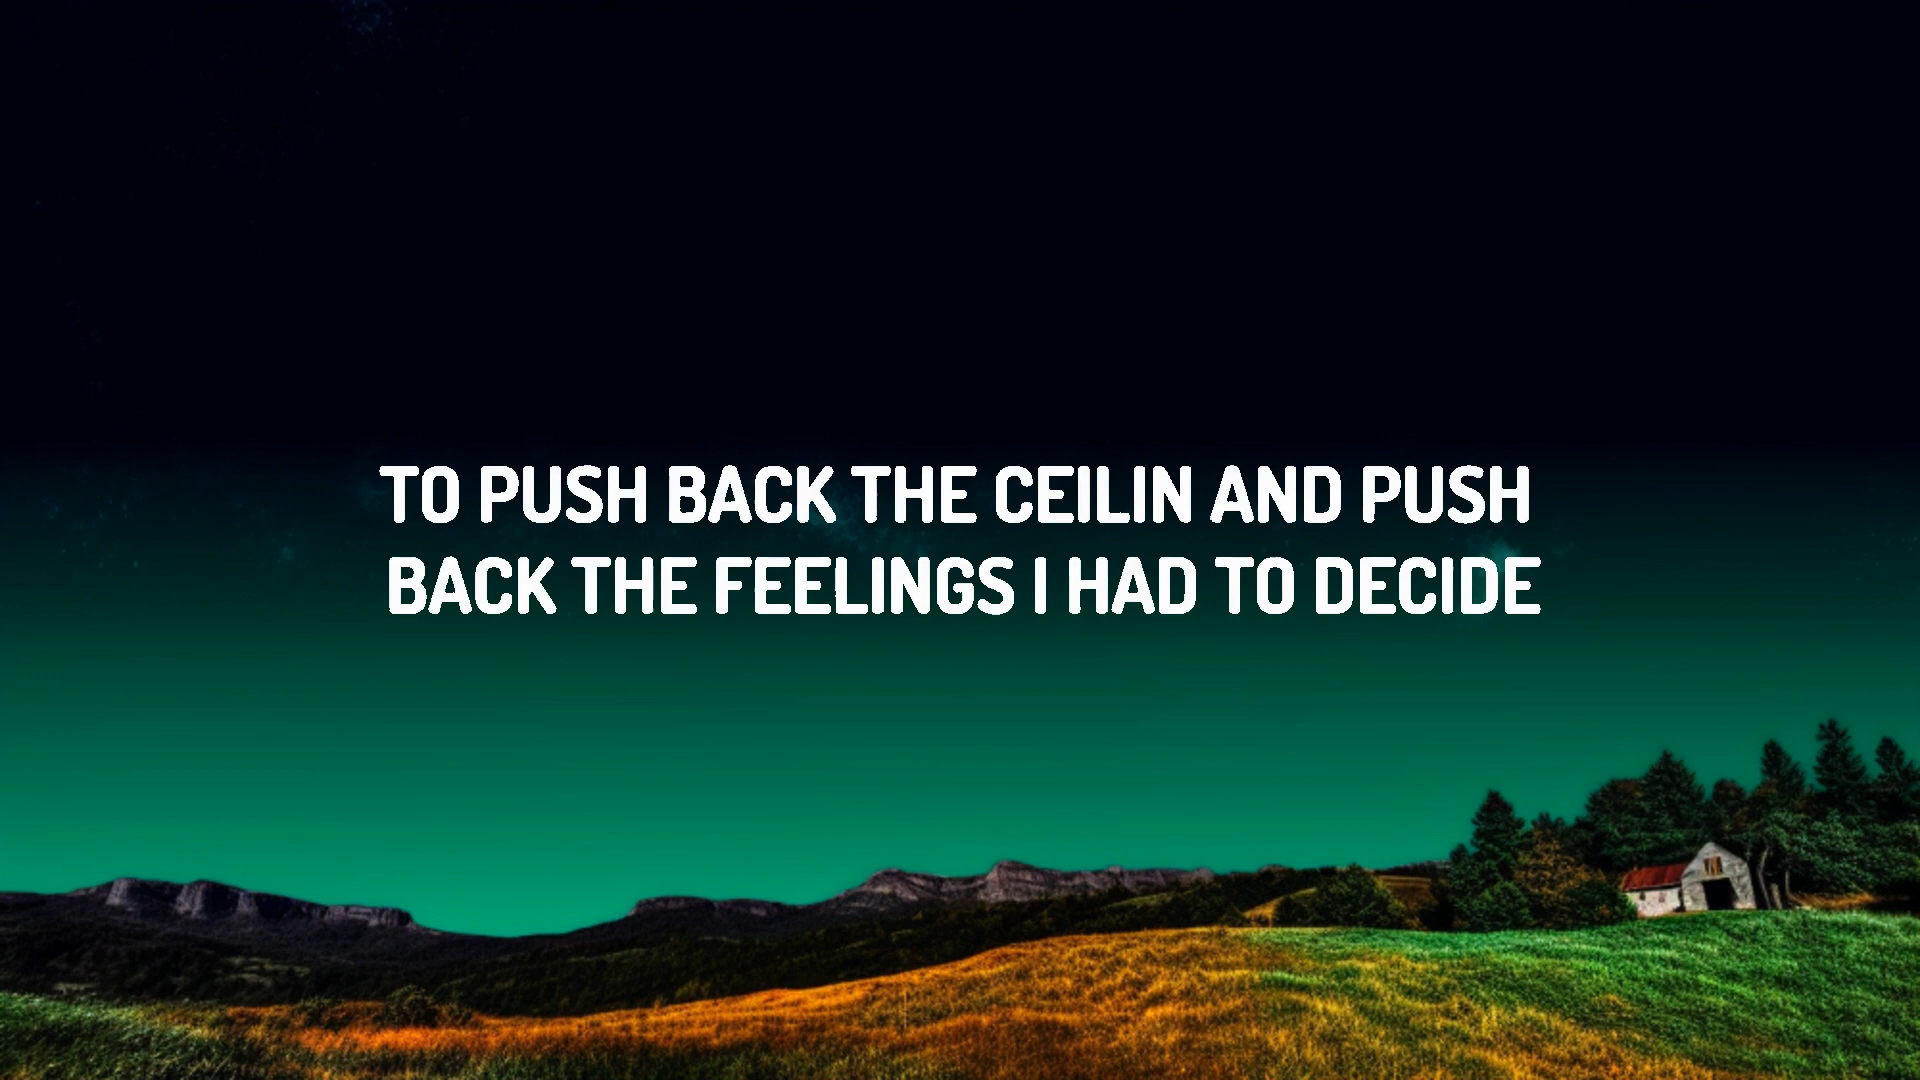 TO PUSH BACK THE CEILIN AND PUSH
BACK THE FEELINGS I HAD TO DECIDE